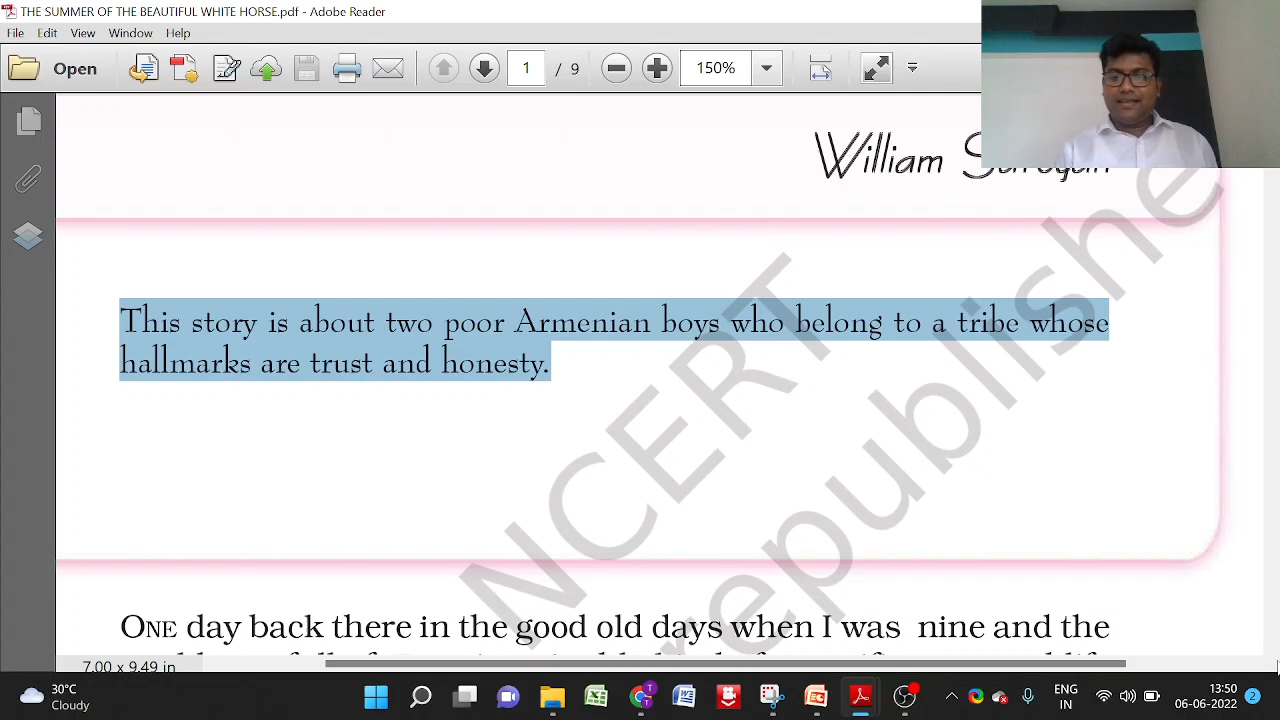 THE SUMMER OF THE BEAUTIFUL WHITE HORSE.pdf - Adobe Reader
File Edit View Window Help
Open 1 / 9 150%
William
This story is about two poor Armenian boys who belong to a tribe whose
hallmarks are trust and honesty.
NCERT
republishe
ONE day back there in the good old days when I was nine and the
7.00 x 9.49 in
30°C
Cloudy
ENG
IN
13:50
06-06-2022
2